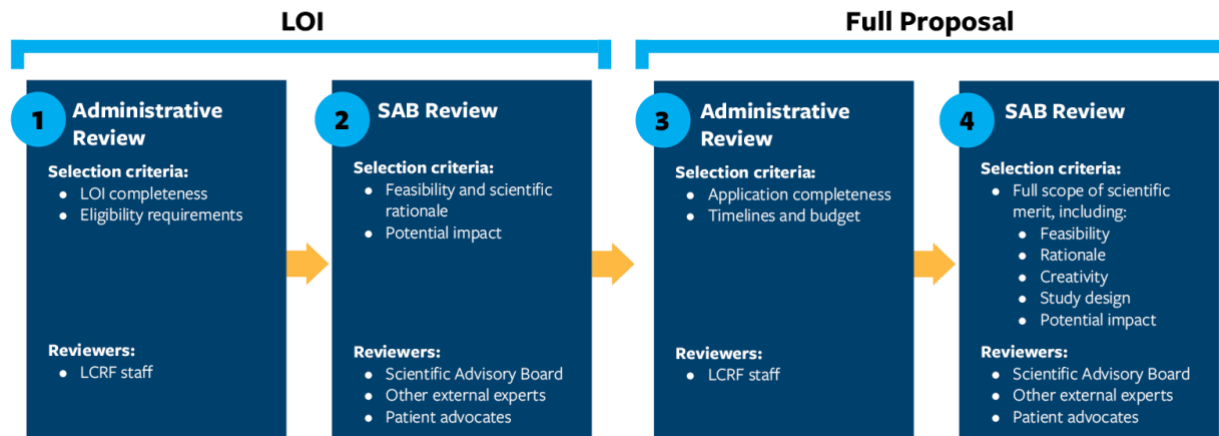 LOI
Full Proposal
1
Administrative
Review
Selection criteria:
• LOI completeness
• Eligibility requirements
Reviewers:
• LCRF staff
2
SAB Review
Selection criteria:
• Feasibility and scientific
rationale
• Potential impact
Reviewers:
• Scientific Advisory Board
• Other external experts
• Patient advocates
3
Administrative
Review
Selection criteria:
• Application completeness
• Timelines and budget
Reviewers:
• LCRF staff
4
SAB Review
Selection criteria:
• Full scope of scientific
merit, including:
• Feasibility
• Rationale
• Creativity
• Study design
• Potential impact
Reviewers:
• Scientific Advisory Board
• Other external experts
• Patient advocates